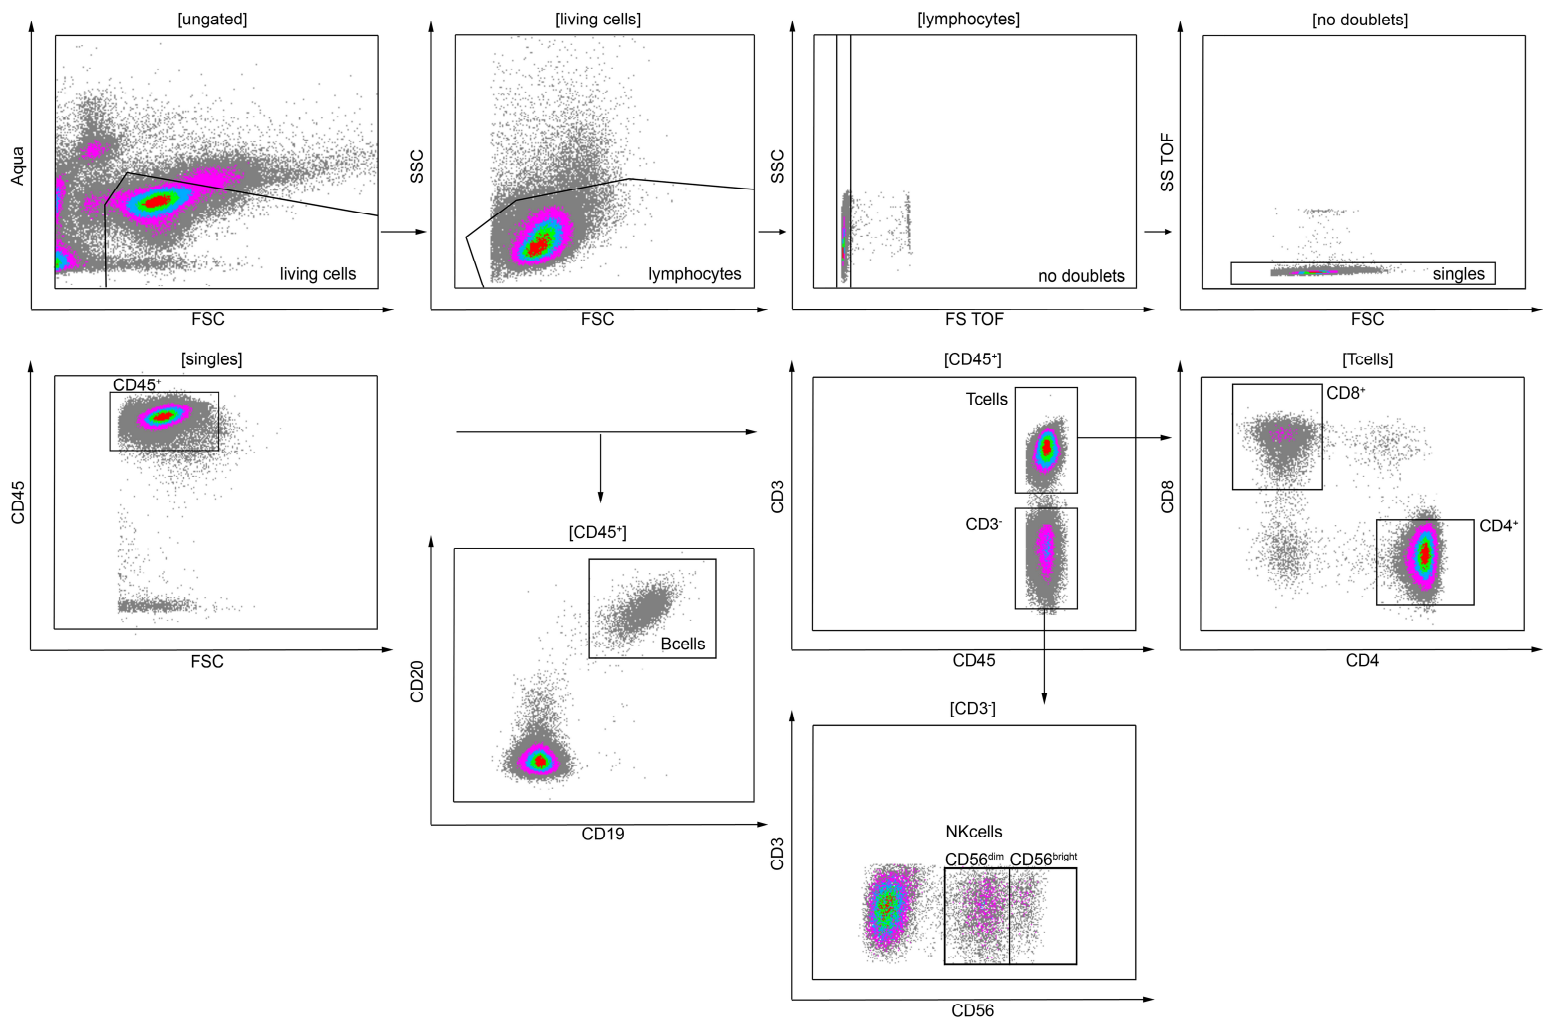 [ungated]
Aqua
living cells
FSC
[living cells]
SSC
lymphocytes
FSC
[lymphocytes]
SSC
no doublets
FS TOF
[no doublets]
SS TOF
singles
FSC
[singles]
CD45⁺
CD45
FSC
[CD45⁺]
CD20
Bcells
CD19
[CD45⁺]
Tcells
CD3
CD3⁻
CD45
[Tcells]
CD8⁺
CD8
CD4⁺
CD4
[CD3⁻]
NKcells
CD56ᵈⁱᵐ CD56ᵇʳⁱᵍʰᵗ
CD3
CD56